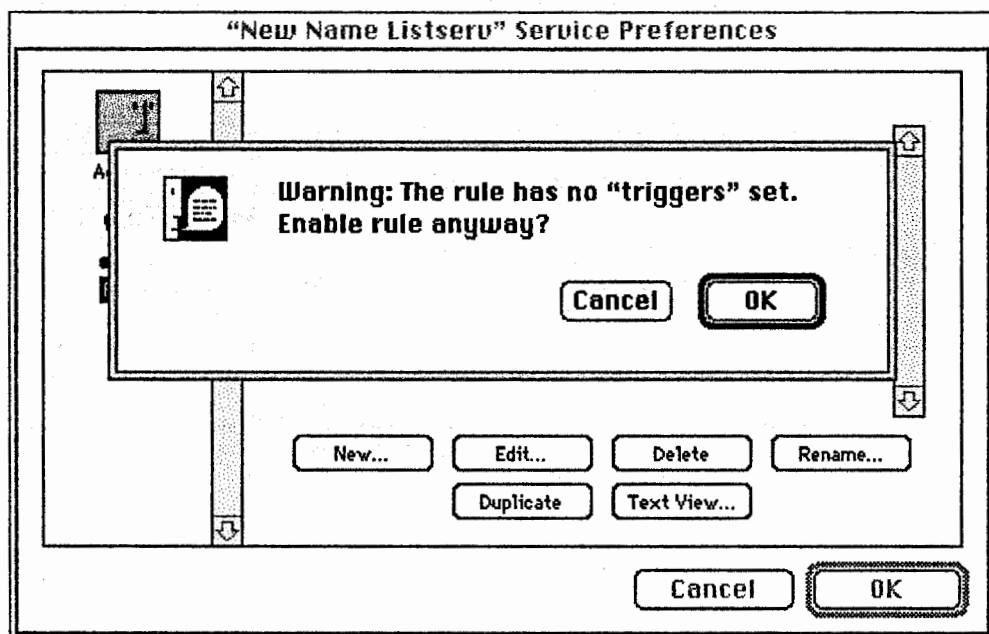 “New Name Listserv” Service Preferences
Warning: The rule has no “triggers” set.
Enable rule anyway?
Cancel
OK
New...
Edit...
Delete
Rename...
Duplicate
Text View...
Cancel
OK